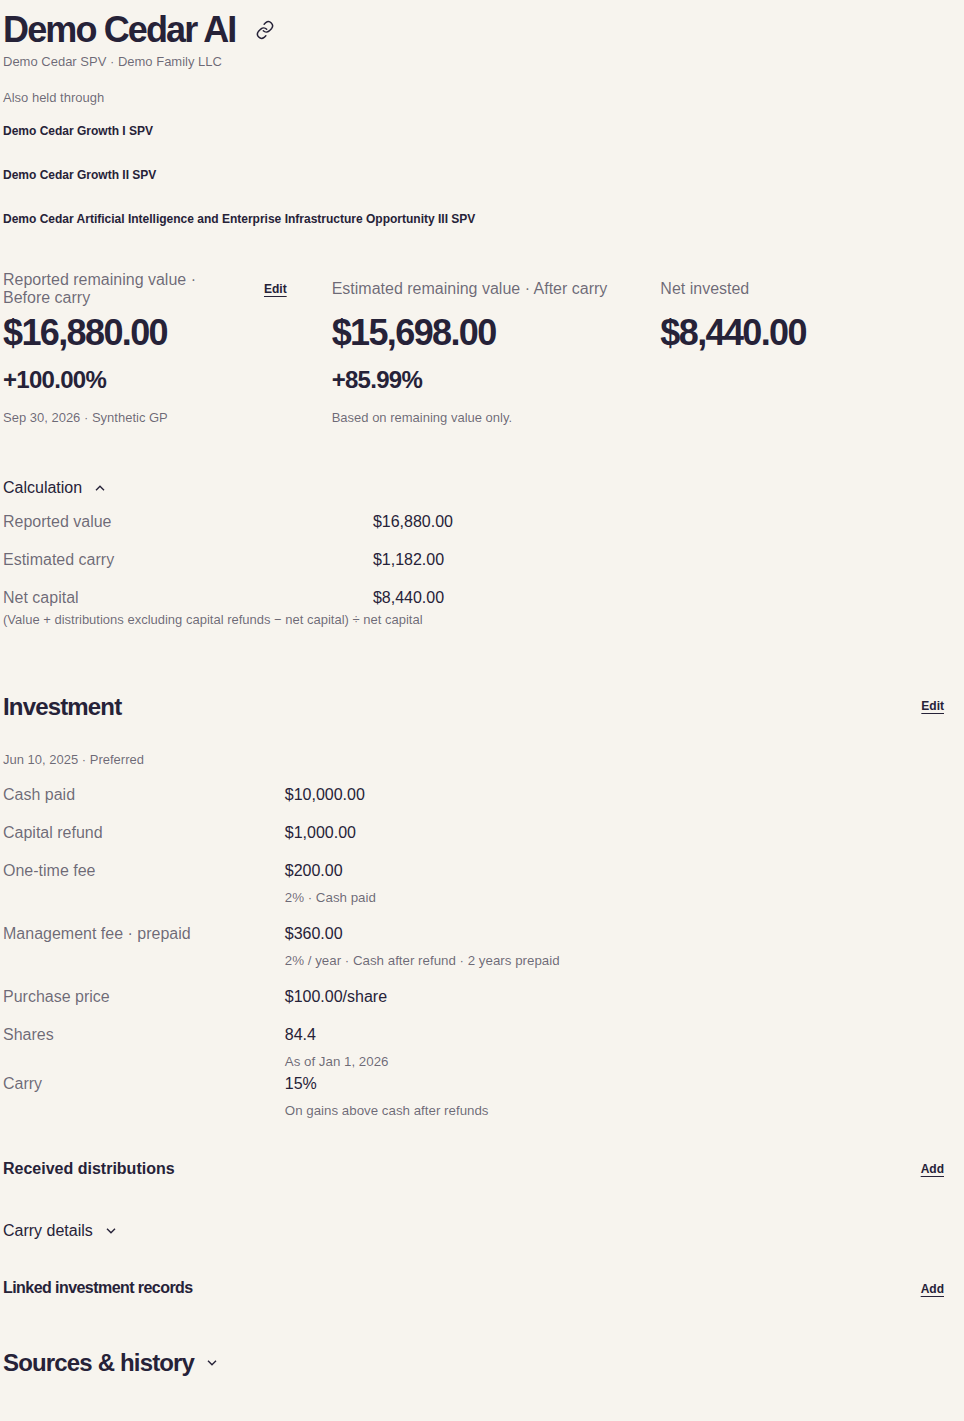 Demo Cedar AI
Demo Cedar SPV · Demo Family LLC
Also held through
Demo Cedar Growth I SPV
Demo Cedar Growth II SPV
Demo Cedar Artificial Intelligence and Enterprise Infrastructure Opportunity III SPV
Reported remaining value ·
Before carry
Edit
$16,880.00
+100.00%
Sep 30, 2026 · Synthetic GP
Estimated remaining value · After carry
$15,698.00
+85.99%
Based on remaining value only.
Net invested
$8,440.00
Calculation
Reported value $16,880.00
Estimated carry $1,182.00
Net capital $8,440.00
(Value + distributions excluding capital refunds − net capital) ÷ net capital
Investment Edit
Jun 10, 2025 · Preferred
Cash paid $10,000.00
Capital refund $1,000.00
One-time fee $200.00
2% · Cash paid
Management fee · prepaid $360.00
2% / year · Cash after refund · 2 years prepaid
Purchase price $100.00/share
Shares 84.4
As of Jan 1, 2026
Carry 15%
On gains above cash after refunds
Received distributions Add
Carry details
Linked investment records Add
Sources & history